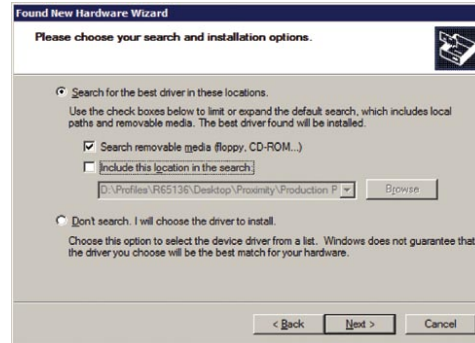 Found New Hardware Wizard
Please choose your search and installation options.
Search for the best driver in these locations.
Use the check boxes below to limit or expand the default search, which includes local
paths and removable media. The best driver found will be installed.
Search removable media (floppy, CD-ROM...)
Include this location in the search:
D:\Profiles\R65136\Desktop\Proximity\Production P
Browse
Don't search. I will choose the driver to install.
Choose this option to select the device driver from a list. Windows does not guarantee that
the driver you choose will be the best match for your hardware.
< Back
Next >
Cancel